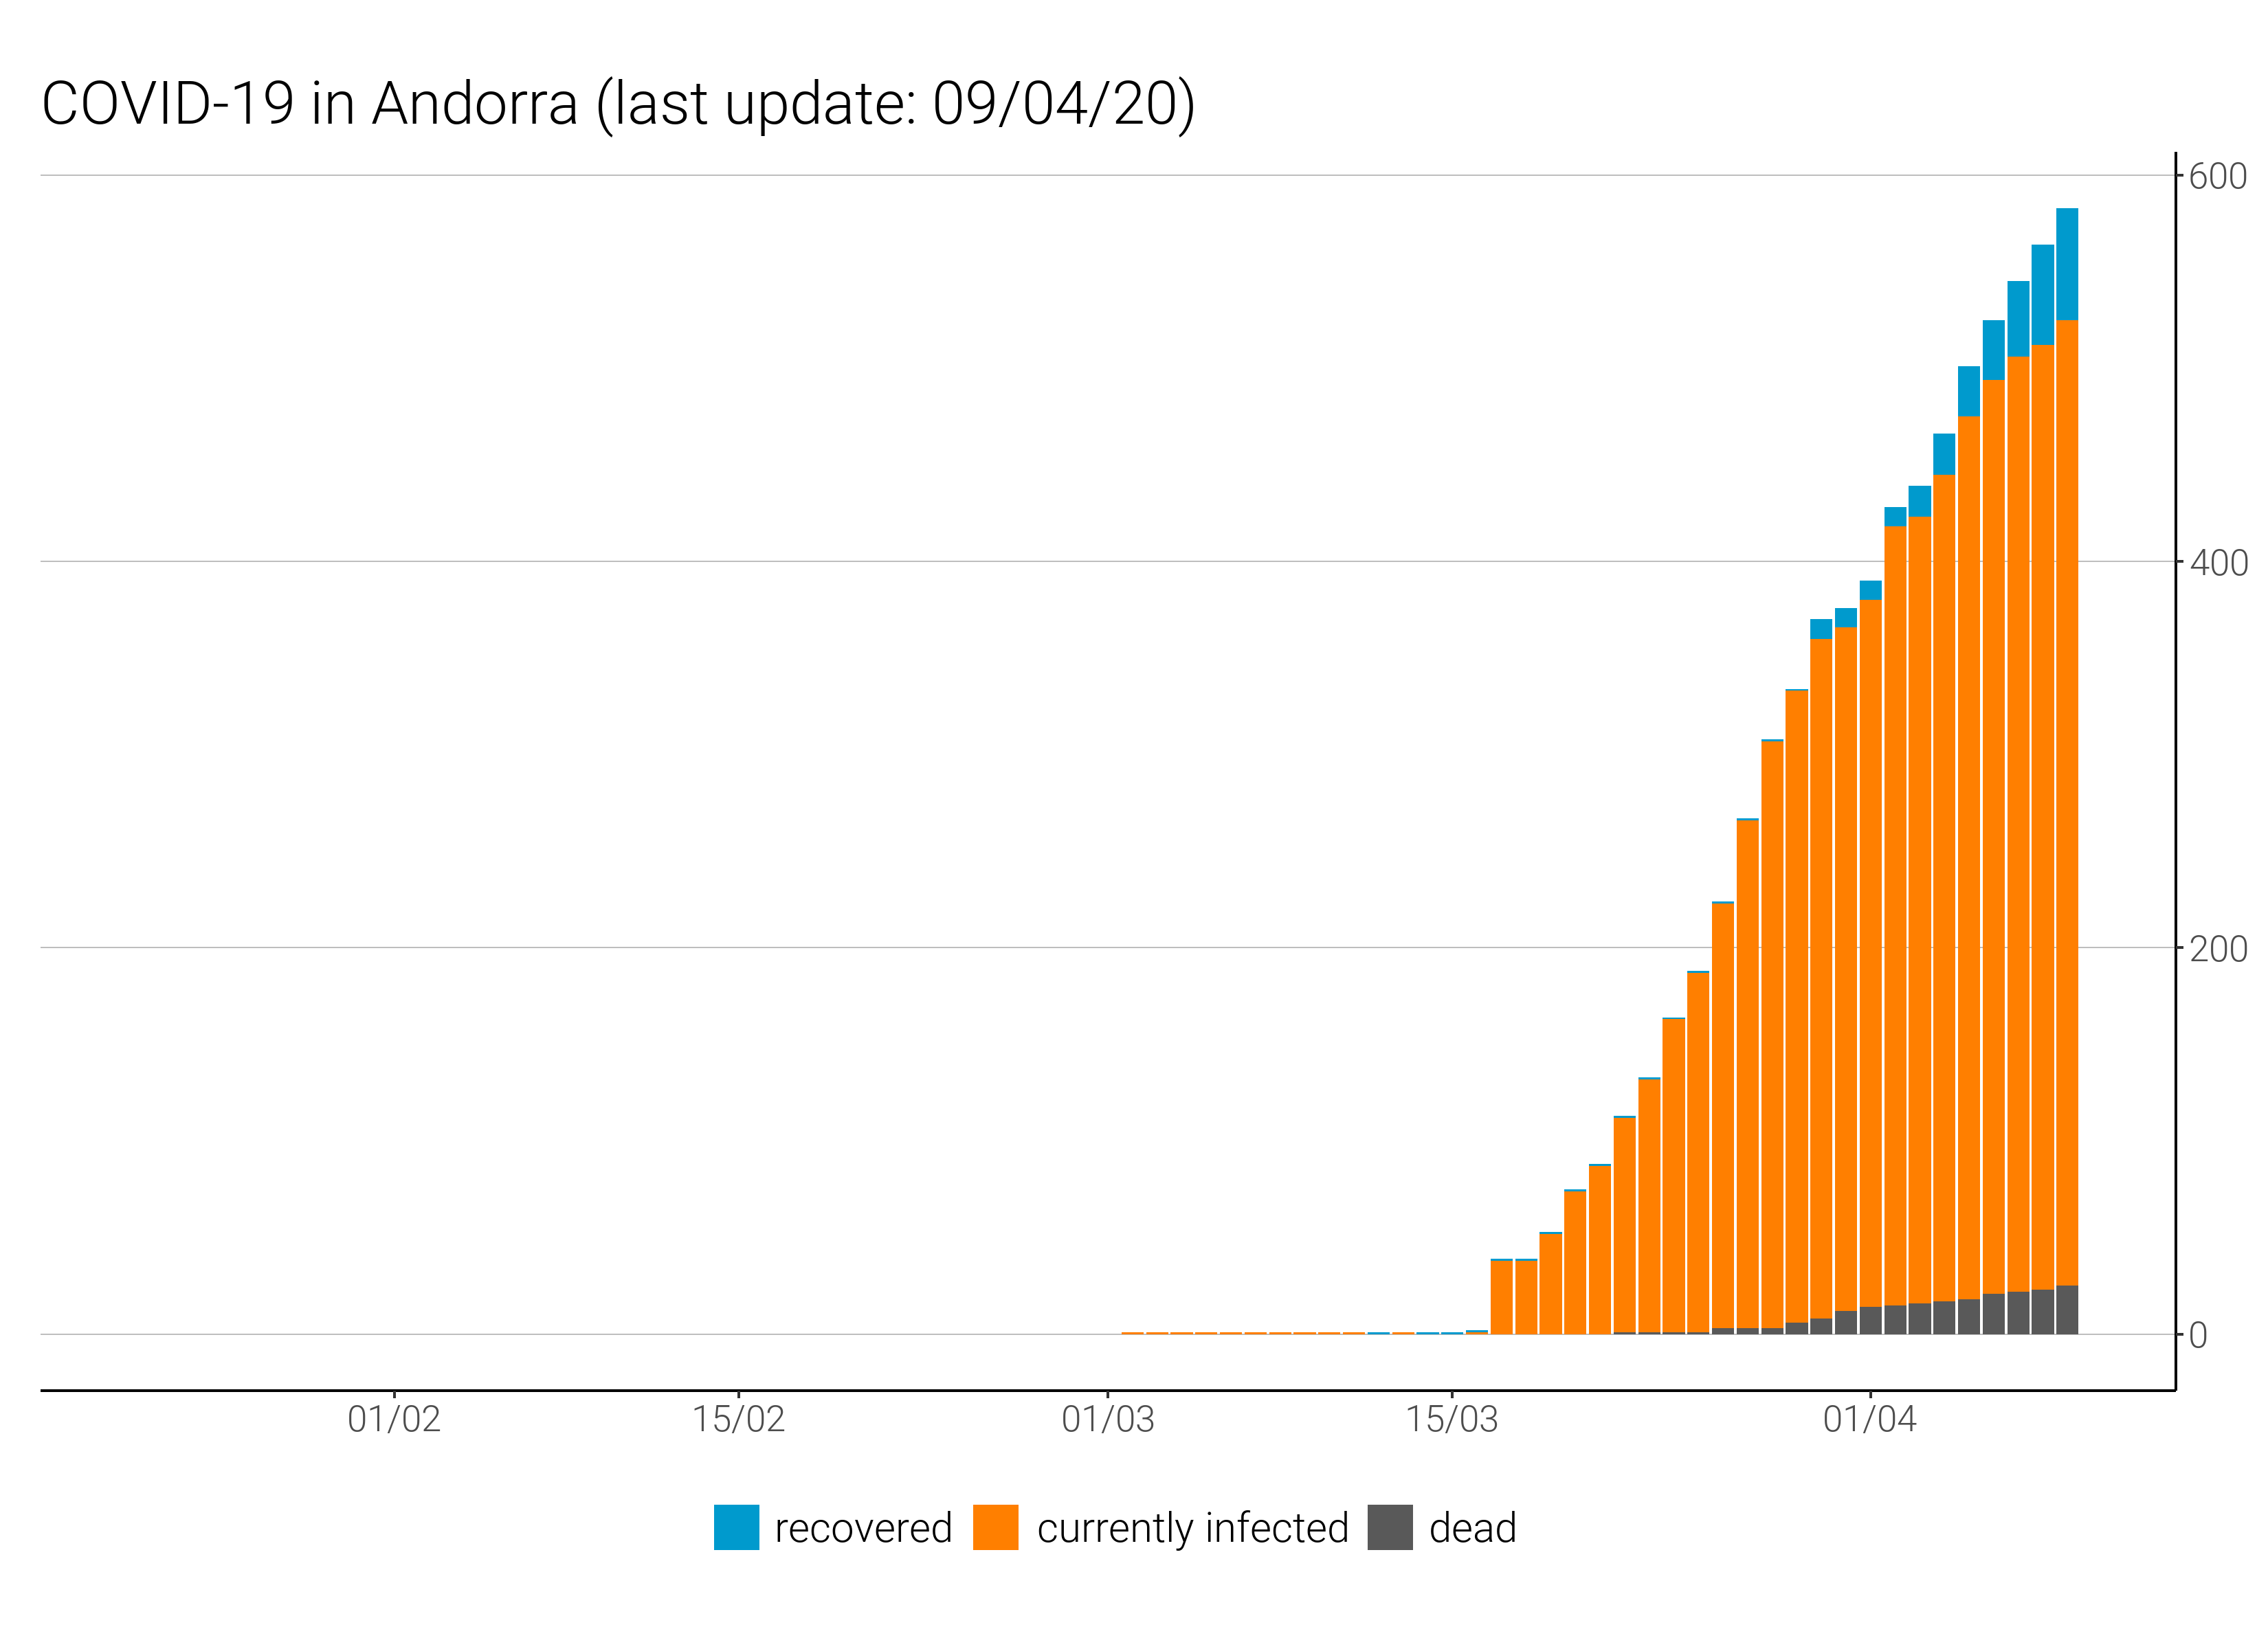 COVID-19 in Andorra (last update: 09/04/20)
600
400
200
0
01/02 15/02 01/03 15/03 01/04
recovered currently infected dead